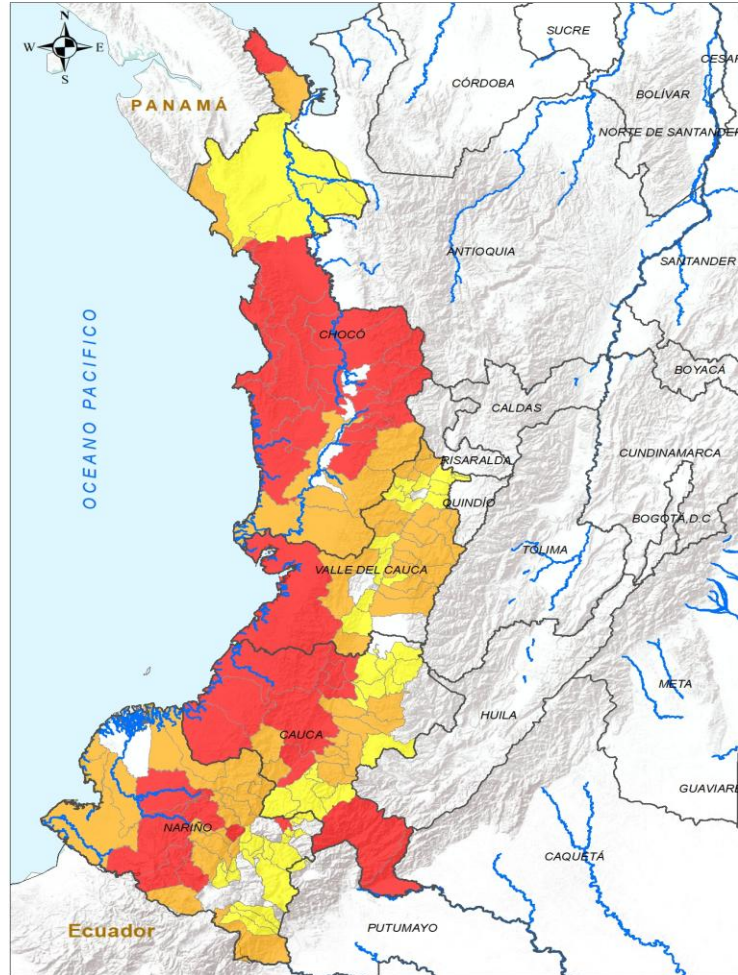 N
W E
S
SUCRE
CESAR
CÓRDOBA
BOLÍVAR
PANAMÁ
NORTE DE SANTANDER
ANTIOQUIA
SANTANDER
OCEANO PACIFICO
CHOCÓ
BOYACÁ
CALDAS
CUNDINAMARCA
RISARALDA
QUINDÍO
BOGOTÁ,D.C
TOLIMA
VALLE DEL CAUCA
META
HUILA
CAUCA
GUAVIARE
NARIÑO
CAQUETÁ
PUTUMAYO
Ecuador